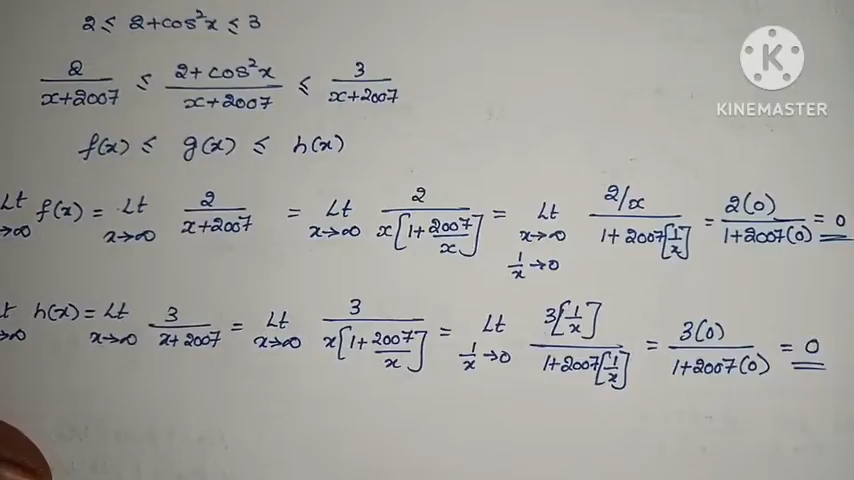 2 ≤ 2+cos²x ≤ 3
2/(x+2007) ≤ (2+cos²x)/(x+2007) ≤ 3/(x+2007)
K
KINEMASTER
f(x) ≤ g(x) ≤ h(x)
Lt →∞ f(x) = Lt x→∞ 2/(x+2007) = Lt x→∞ 2/(x[1+2007/x]) = Lt x→∞ 1/x→0 (2/x)/(1+2007[1/x]) = 2(0)/(1+2007(0)) = 0
t →∞ h(x) = Lt x→∞ 3/(x+2007) = Lt x→∞ 3/(x[1+2007/x]) = Lt 1/x→0 3[1/x]/(1+2007[1/x]) = 3(0)/(1+2007(0)) = 0